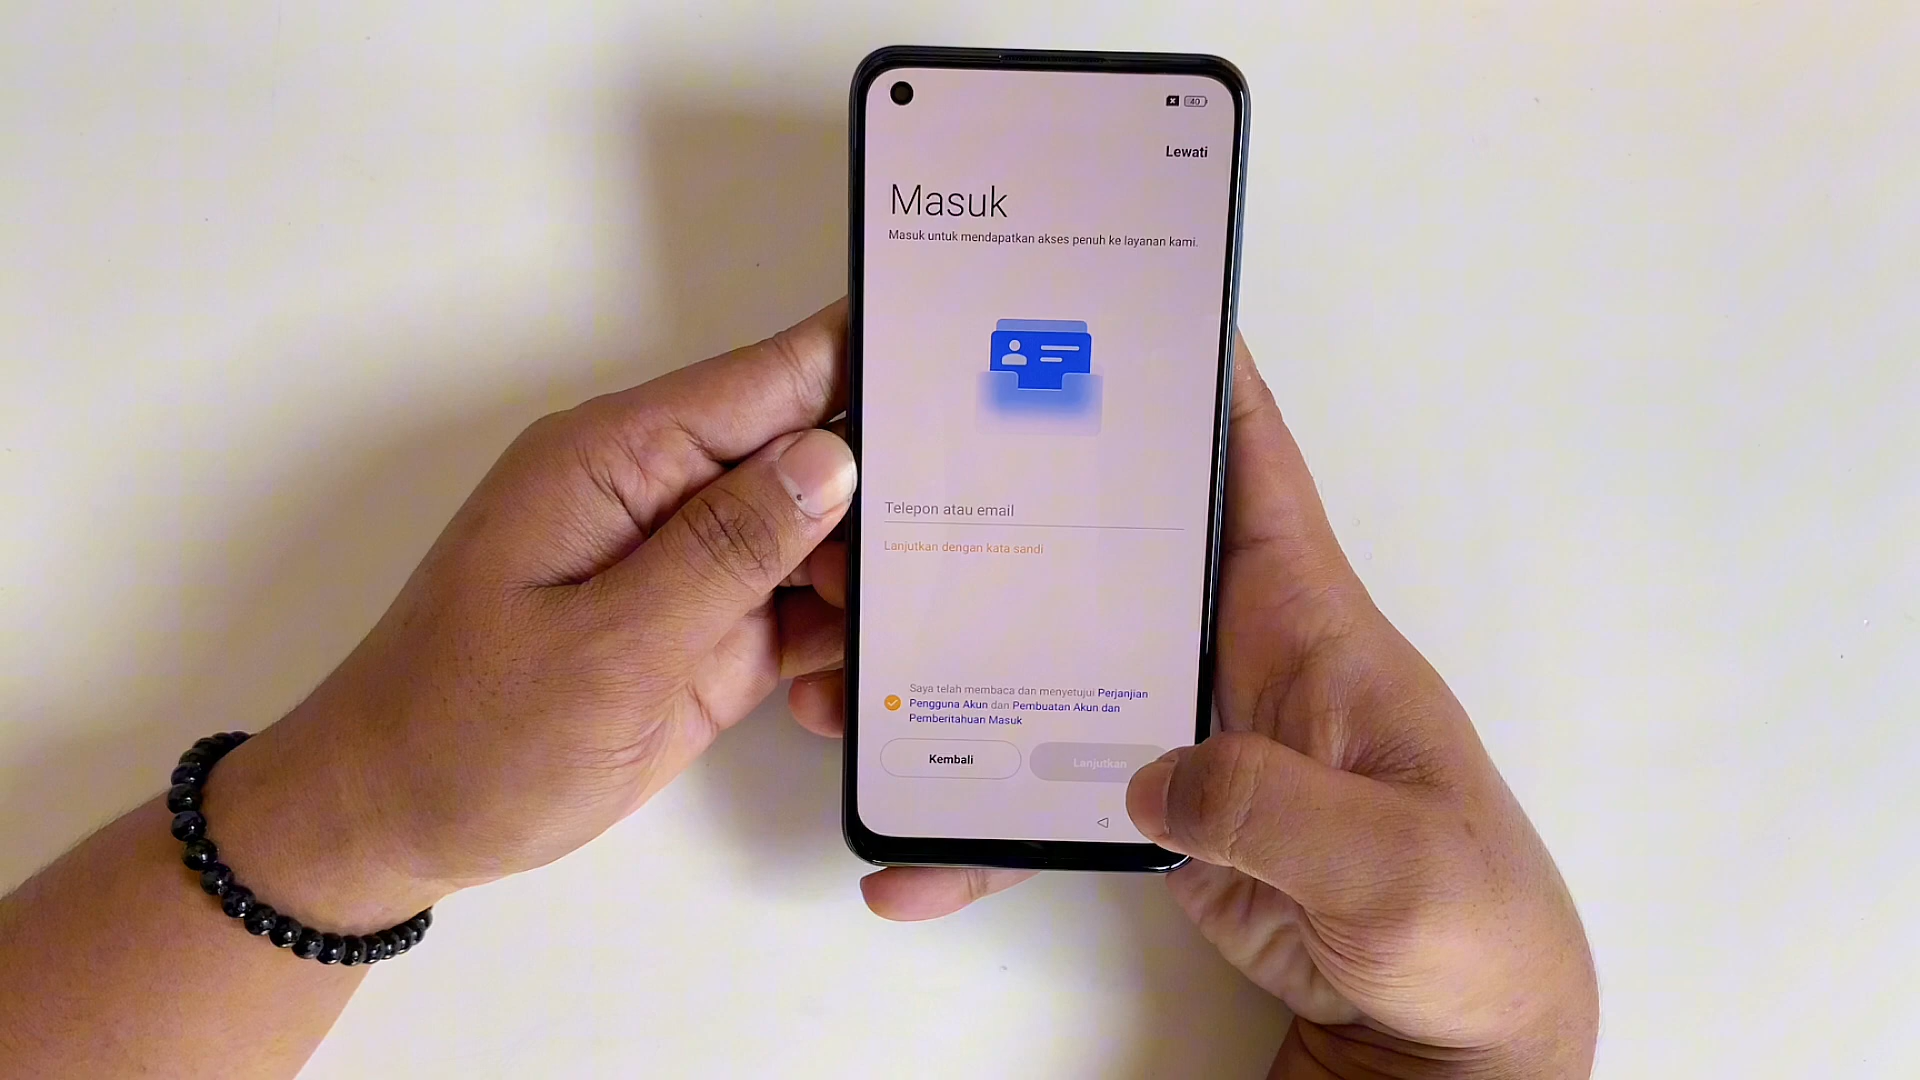 40
Lewati
Masuk
Masuk untuk mendapatkan akses penuh ke layanan kami.
Telepon atau email
Lanjutkan dengan kata sandi
Saya telah membaca dan menyetujui Perjanjian
Pengguna Akun dan Pembuatan Akun dan
Pemberitahuan Masuk
Kembali
Lanjutkan